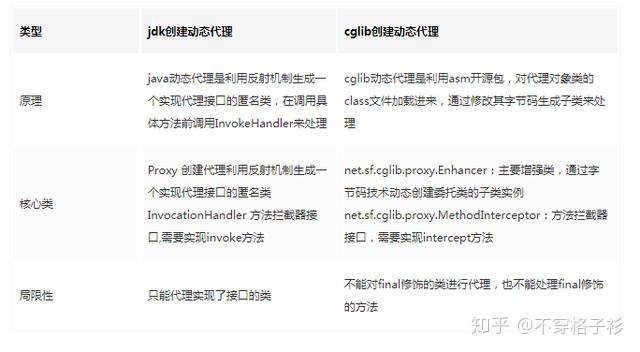 类型
jdk创建动态代理
cglib创建动态代理
原理
java动态代理是利用反射机制生成一
个实现代理接口的匿名类，在调用具
体方法前调用InvokeHandler来处理
cglib动态代理是利用asm开源包，对代理对象类的
class文件加载进来，通过修改其字节码生成子类来处
理
核心类
Proxy 创建代理利用反射机制生成一
个实现代理接口的匿名类
InvocationHandler 方法拦截器接
口,需要实现invoke方法
net.sf.cglib.proxy.Enhancer：主要增强类，通过字
节码技术动态创建委托类的子类实例
net.sf.cglib.proxy.MethodInterceptor：方法拦截器
接口，需要实现intercept方法
局限性
只能代理实现了接口的类
不能对final修饰的类进行代理，也不能处理final修饰
的方法
知乎 @不穿格子衫